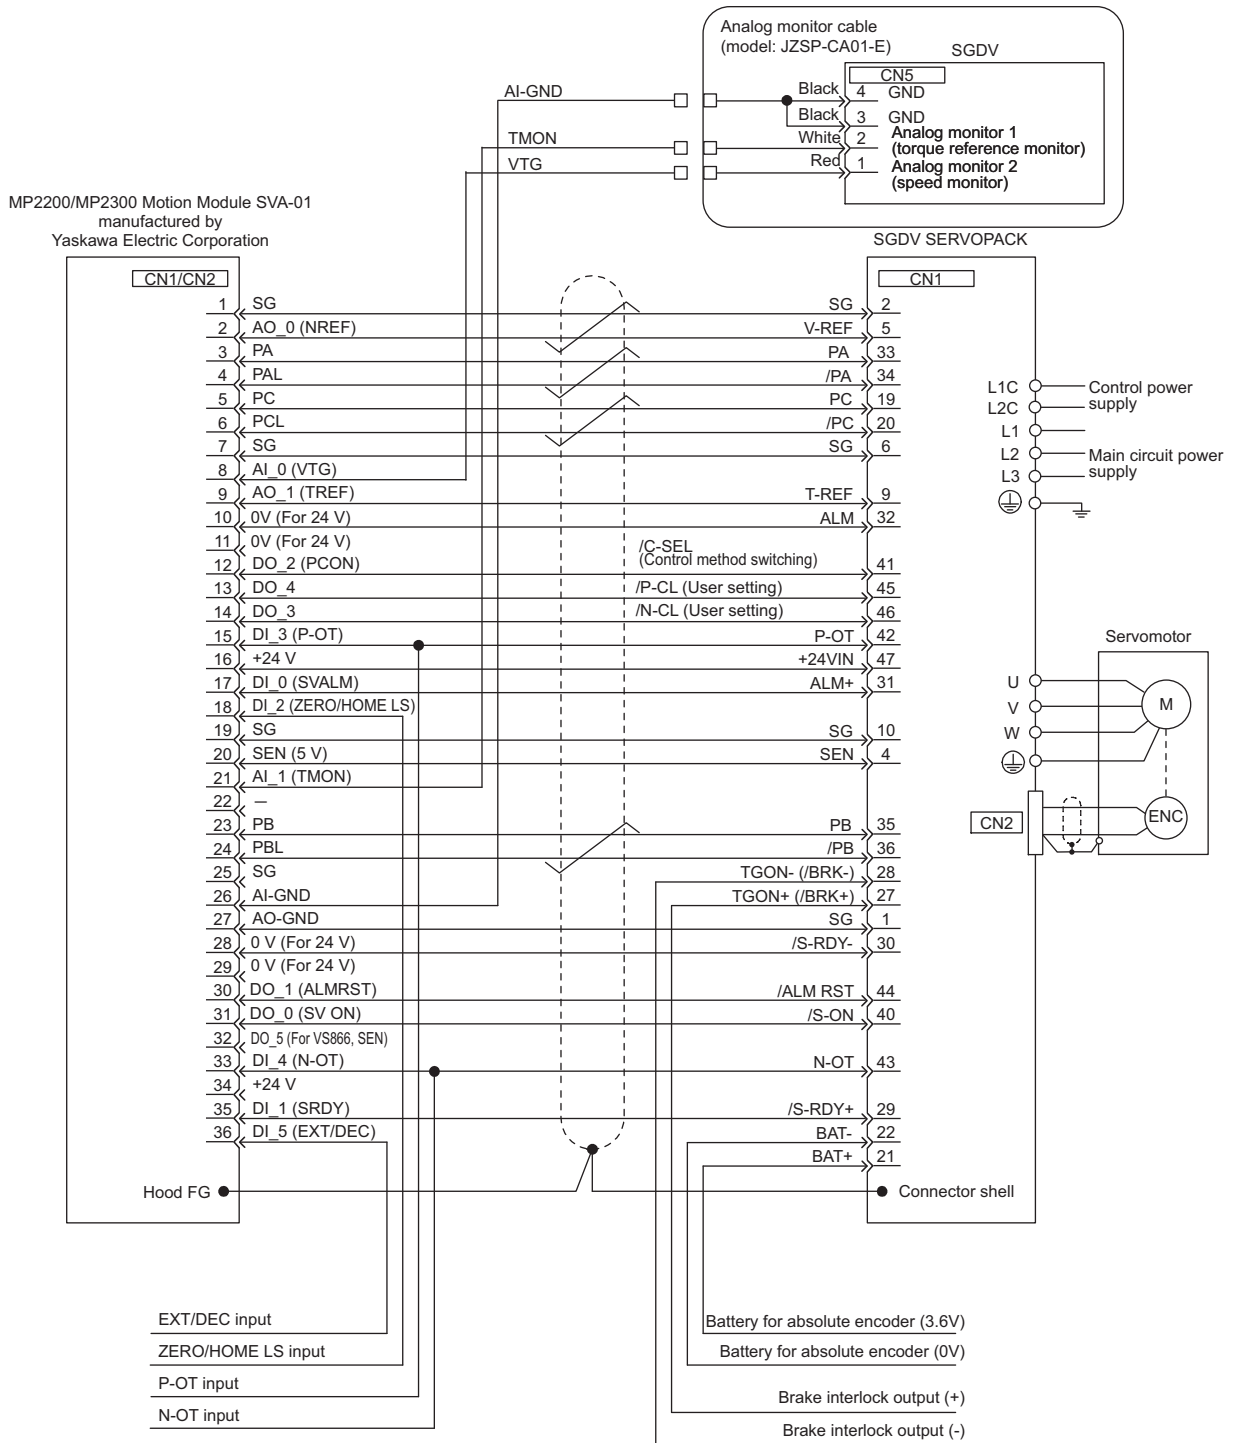 Analog monitor cable
(model: JZSP-CA01-E)
SGDV
CN5
AI-GND
Black 4 GND
Black 3 GND
TMON
White 2 Analog monitor 1
(torque reference monitor)
VTG
Red 1 Analog monitor 2
(speed monitor)
MP2200/MP2300 Motion Module SVA-01
manufactured by
Yaskawa Electric Corporation
SGDV SERVOPACK
CN1/CN2
CN1
1 SG SG 2
2 AO_0 (NREF) V-REF 5
3 PA PA 33
4 PAL /PA 34
5 PC PC 19
6 PCL /PC 20
7 SG SG 6
8 AI_0 (VTG)
9 AO_1 (TREF) T-REF 9
10 0V (For 24 V) ALM 32
11 0V (For 24 V)
/C-SEL
(Control method switching)
12 DO_2 (PCON) 41
13 DO_4 /P-CL (User setting) 45
14 DO_3 /N-CL (User setting) 46
15 DI_3 (P-OT) P-OT 42
16 +24 V +24VIN 47
17 DI_0 (SVALM) ALM+ 31
18 DI_2 (ZERO/HOME LS)
19 SG SG 10
20 SEN (5 V) SEN 4
21 AI_1 (TMON)
22 —
23 PB PB 35
24 PBL /PB 36
25 SG TGON- (/BRK-) 28
26 AI-GND TGON+ (/BRK+) 27
27 AO-GND SG 1
28 0 V (For 24 V) /S-RDY- 30
29 0 V (For 24 V)
30 DO_1 (ALMRST) /ALM RST 44
31 DO_0 (SV ON) /S-ON 40
32 DO_5 (For VS866, SEN)
33 DI_4 (N-OT) N-OT 43
34 +24 V
35 DI_1 (SRDY) /S-RDY+ 29
36 DI_5 (EXT/DEC) BAT- 22
BAT+ 21
Hood FG
Connector shell
L1C
L2C
Control power
supply
L1
L2
L3
Main circuit power
supply
Servomotor
U
V
W
M
CN2
ENC
EXT/DEC input
ZERO/HOME LS input
P-OT input
N-OT input
Battery for absolute encoder (3.6V)
Battery for absolute encoder (0V)
Brake interlock output (+)
Brake interlock output (-)